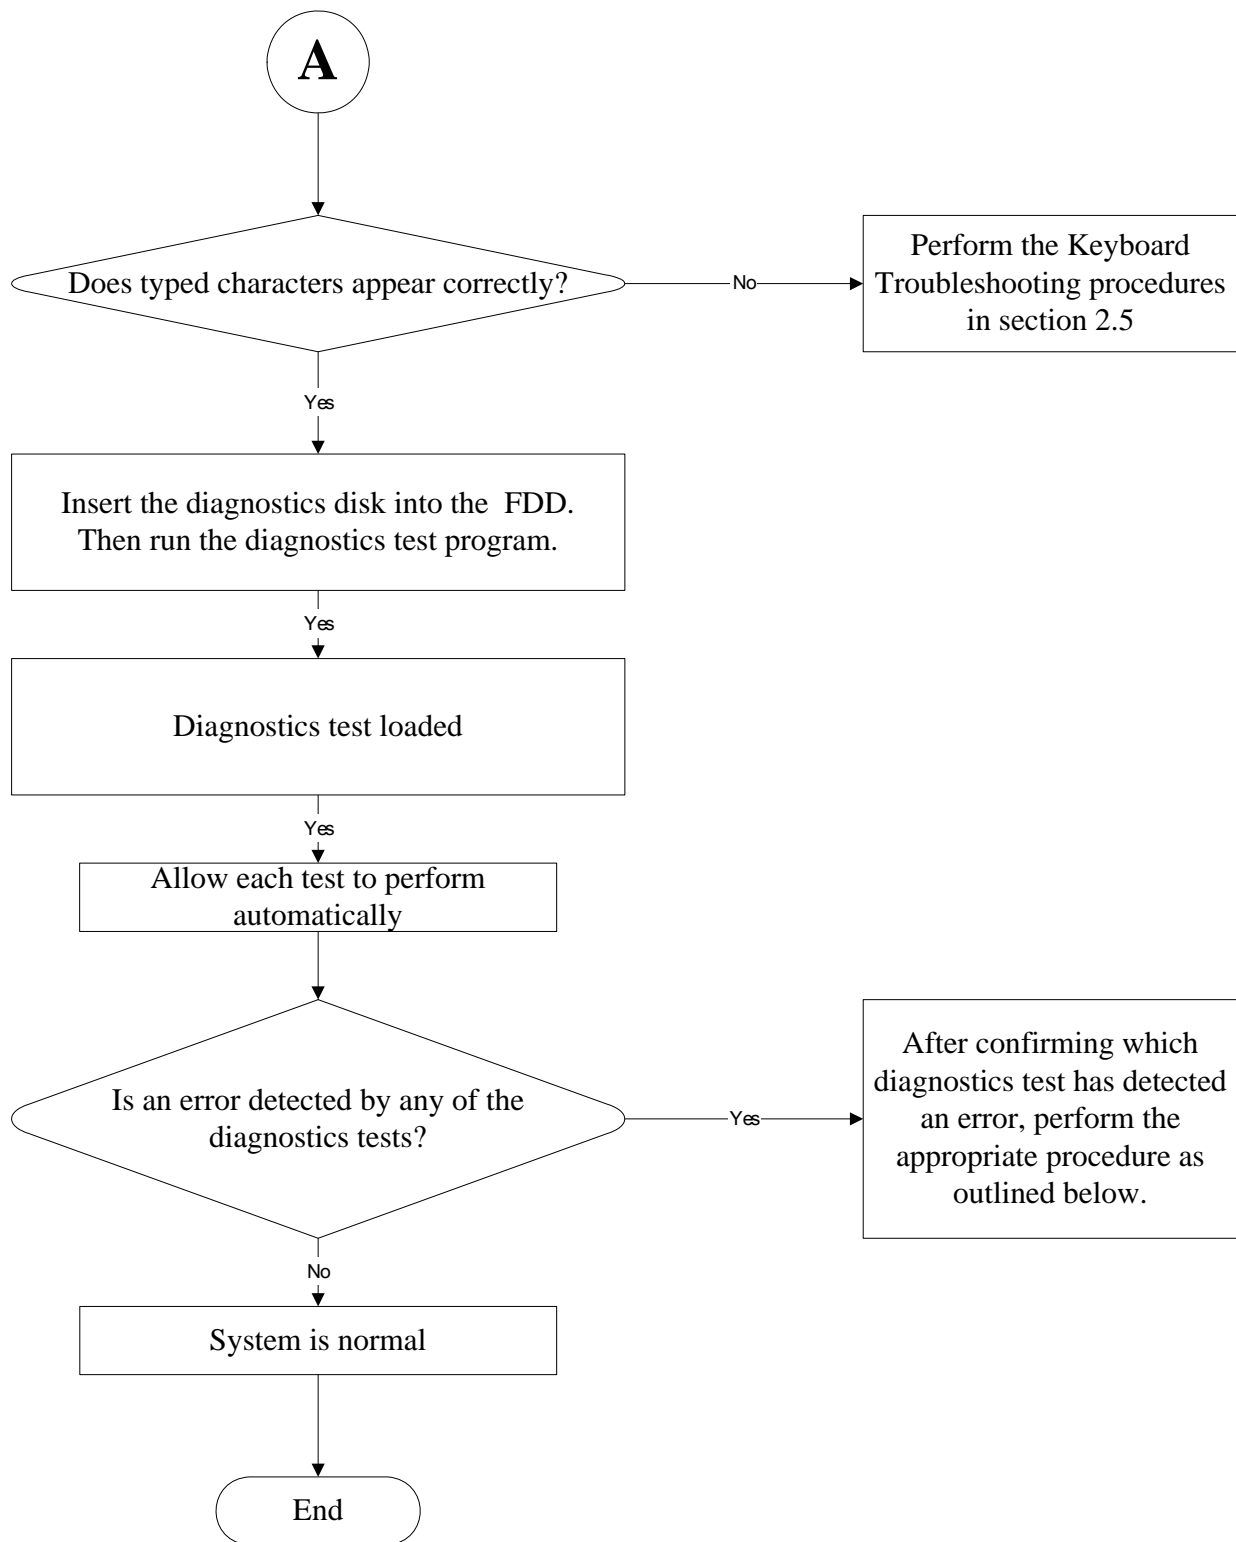 A
Does typed characters appear correctly?
No
Perform the Keyboard
Troubleshooting procedures
in section 2.5
Yes
Insert the diagnostics disk into the  FDD.
Then run the diagnostics test program.
Yes
Diagnostics test loaded
Yes
Allow each test to perform
automatically
Is an error detected by any of the
diagnostics tests?
Yes
After confirming which
diagnostics test has detected
an error, perform the
appropriate procedure as
outlined below.
No
System is normal
End